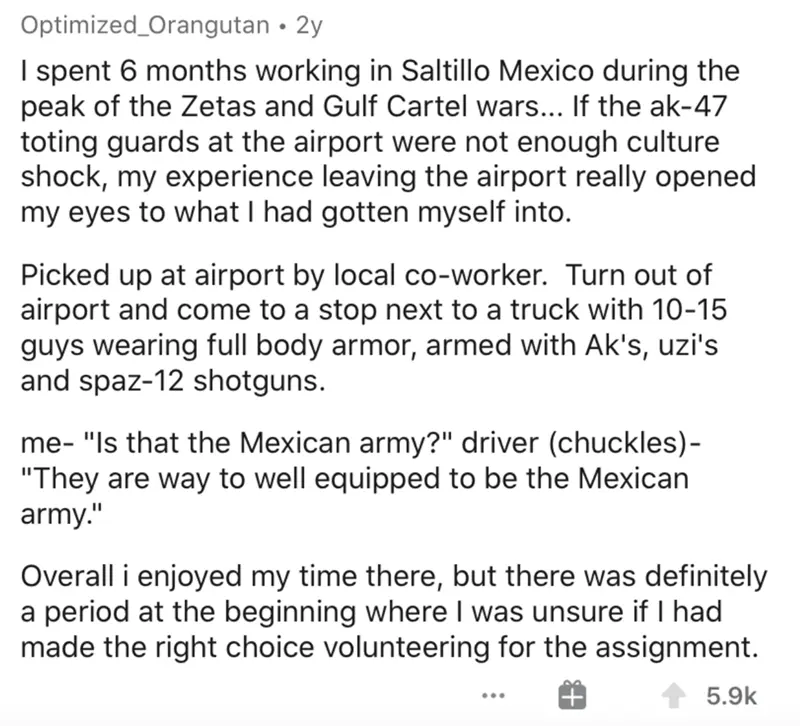 Optimized_Orangutan • 2y
I spent 6 months working in Saltillo Mexico during the
peak of the Zetas and Gulf Cartel wars... If the ak-47
toting guards at the airport were not enough culture
shock, my experience leaving the airport really opened
my eyes to what I had gotten myself into.
Picked up at airport by local co-worker.  Turn out of
airport and come to a stop next to a truck with 10-15
guys wearing full body armor, armed with Ak's, uzi's
and spaz-12 shotguns.
me- "Is that the Mexican army?" driver (chuckles)-
"They are way to well equipped to be the Mexican
army."
Overall i enjoyed my time there, but there was definitely
a period at the beginning where I was unsure if I had
made the right choice volunteering for the assignment.
... 5.9k